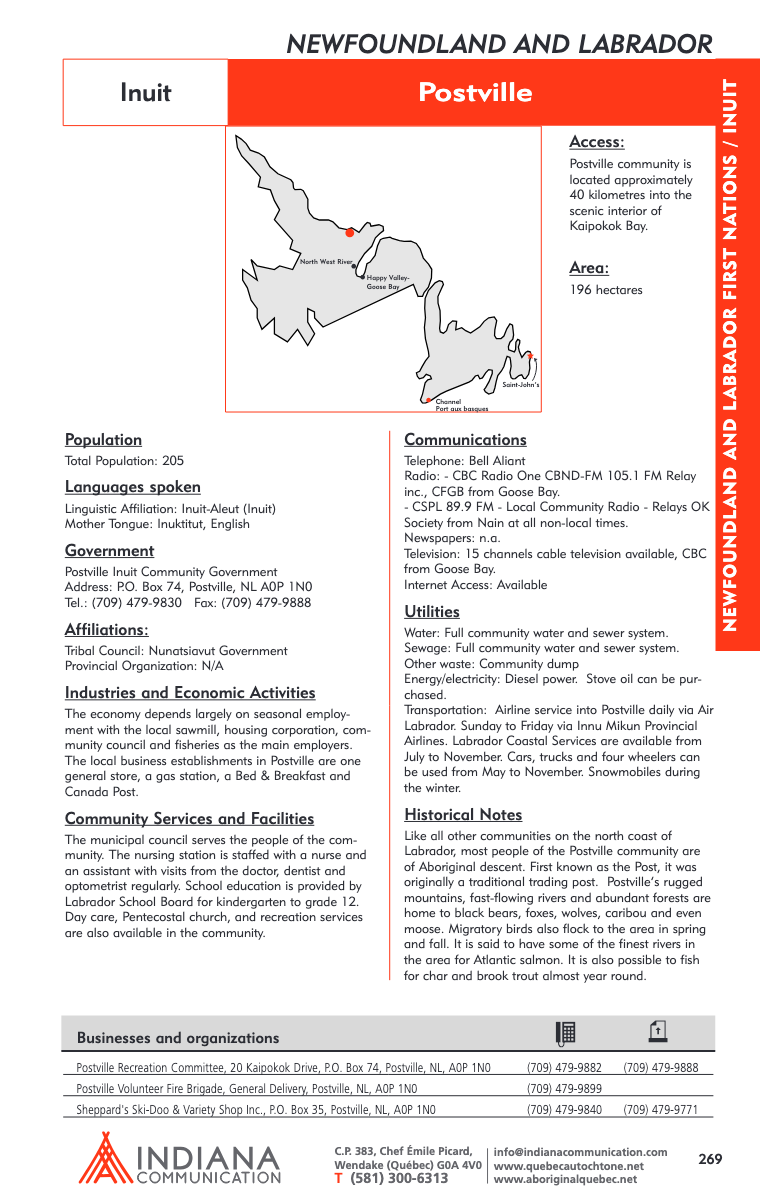 NEWFOUNDLAND AND LABRADOR
Inuit
Postville
North West River
Happy Valley-
Goose Bay
Saint-John's
Channel
Port aux basques
Access:
Postville community is
located approximately
40 kilometres into the
scenic interior of
Kaipokok Bay.
Area:
196 hectares
NEWFOUNDLAND AND LABRADOR FIRST NATIONS / INUIT
Population
Total Population: 205
Languages spoken
Linguistic Affiliation: Inuit-Aleut (Inuit)
Mother Tongue: Inuktitut, English
Government
Postville Inuit Community Government
Address: P.O. Box 74, Postville, NL A0P 1N0
Tel.: (709) 479-9830   Fax: (709) 479-9888
Affiliations:
Tribal Council: Nunatsiavut Government
Provincial Organization: N/A
Industries and Economic Activities
The economy depends largely on seasonal employ-
ment with the local sawmill, housing corporation, com-
munity council and fisheries as the main employers.
The local business establishments in Postville are one
general store, a gas station, a Bed & Breakfast and
Canada Post.
Community Services and Facilities
The municipal council serves the people of the com-
munity. The nursing station is staffed with a nurse and
an assistant with visits from the doctor, dentist and
optometrist regularly. School education is provided by
Labrador School Board for kindergarten to grade 12.
Day care, Pentecostal church, and recreation services
are also available in the community.
Communications
Telephone: Bell Aliant
Radio: - CBC Radio One CBND-FM 105.1 FM Relay
inc., CFGB from Goose Bay.
- CSPL 89.9 FM - Local Community Radio - Relays OK
Society from Nain at all non-local times.
Newspapers: n.a.
Television: 15 channels cable television available, CBC
from Goose Bay.
Internet Access: Available
Utilities
Water: Full community water and sewer system.
Sewage: Full community water and sewer system.
Other waste: Community dump
Energy/electricity: Diesel power.  Stove oil can be pur-
chased.
Transportation:  Airline service into Postville daily via Air
Labrador. Sunday to Friday via Innu Mikun Provincial
Airlines. Labrador Coastal Services are available from
July to November. Cars, trucks and four wheelers can
be used from May to November. Snowmobiles during
the winter.
Historical Notes
Like all other communities on the north coast of
Labrador, most people of the Postville community are
of Aboriginal descent. First known as the Post, it was
originally a traditional trading post.  Postville's rugged
mountains, fast-flowing rivers and abundant forests are
home to black bears, foxes, wolves, caribou and even
moose. Migratory birds also flock to the area in spring
and fall. It is said to have some of the finest rivers in
the area for Atlantic salmon. It is also possible to fish
for char and brook trout almost year round.
Businesses and organizations
Postville Recreation Committee, 20 Kaipokok Drive, P.O. Box 74, Postville, NL, A0P 1N0 (709) 479-9882 (709) 479-9888
Postville Volunteer Fire Brigade, General Delivery, Postville, NL, A0P 1N0 (709) 479-9899
Sheppard's Ski-Doo & Variety Shop Inc., P.O. Box 35, Postville, NL, A0P 1N0 (709) 479-9840 (709) 479-9771
INDIANA
COMMUNICATION
C.P. 383, Chef Émile Picard,
Wendake (Québec) G0A 4V0
T (581) 300-6313
info@indianacommunication.com
www.quebecautochtone.net
www.aboriginalquebec.net
269